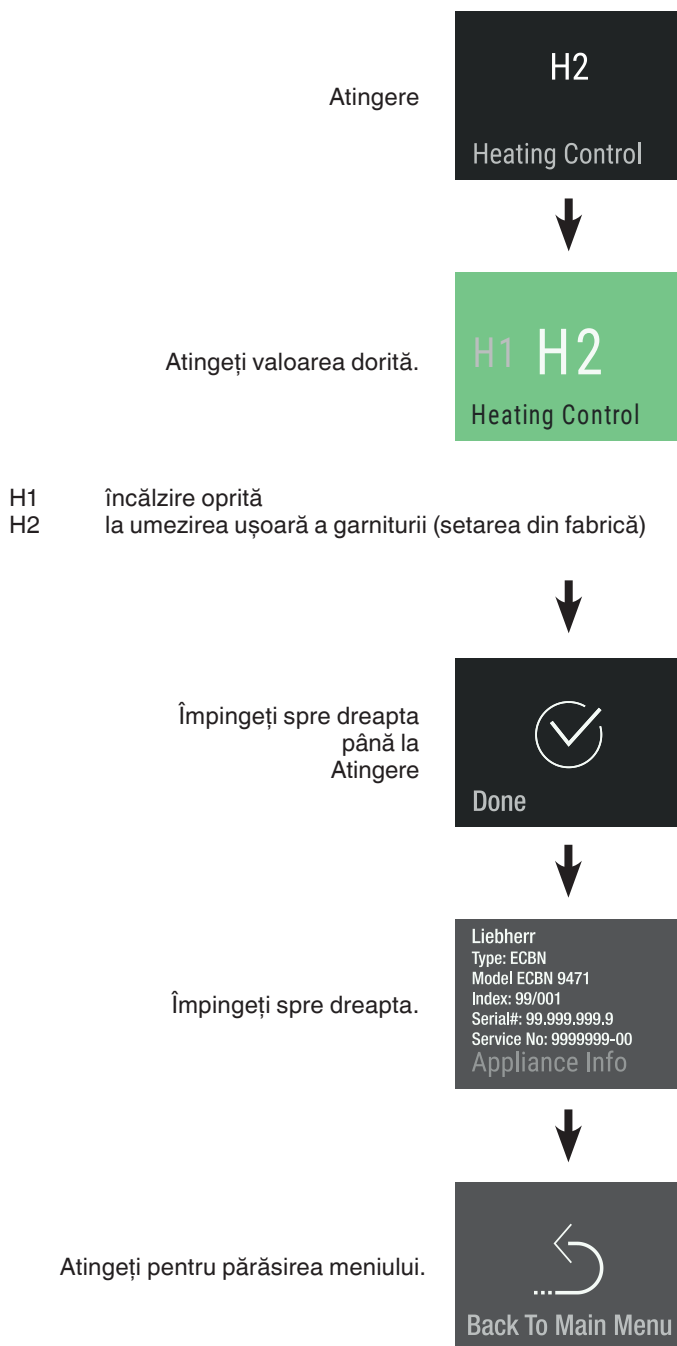 Atingere
H2
Heating Control
Atingeți valoarea dorită.
H1 H2
Heating Control
H1 încălzire oprită
H2 la umezirea ușoară a garniturii (setarea din fabrică)
Împingeți spre dreapta
până la
Atingere
Done
Împingeți spre dreapta.
Liebherr
Type: ECBN
Model ECBN 9471
Index: 99/001
Serial#: 99.999.999.9
Service No: 9999999-00
Appliance Info
Atingeți pentru părăsirea meniului.
Back To Main Menu